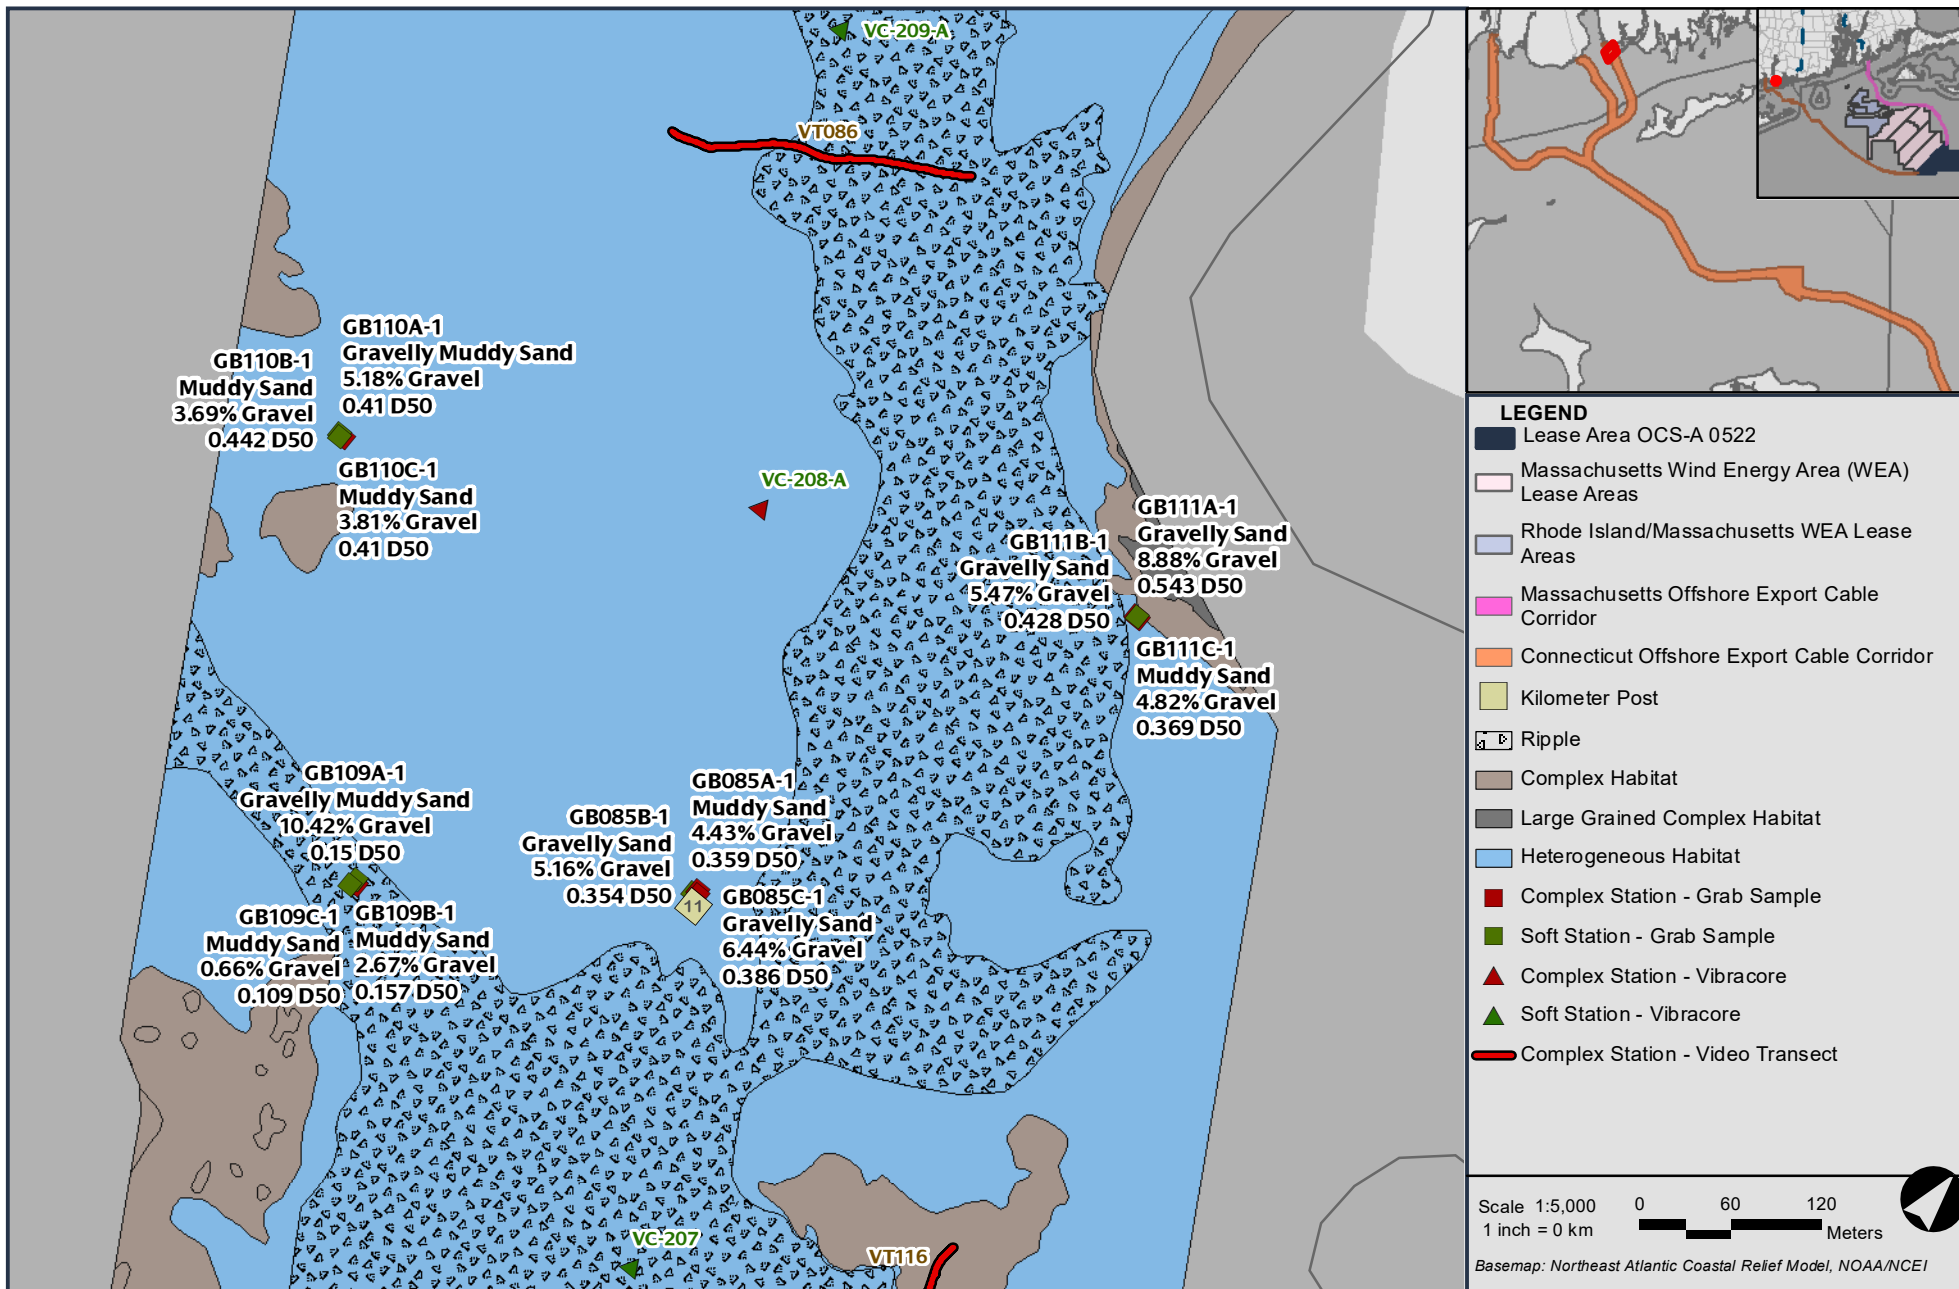 VC-209-A
VT086
GB110A-1
Gravelly Muddy Sand
5.18% Gravel
0.41 D50
GB110B-1
Muddy Sand
3.69% Gravel
0.442 D50
GB110C-1
Muddy Sand
3.81% Gravel
0.41 D50
VC-208-A
GB111A-1
Gravelly Sand
8.88% Gravel
0.543 D50
GB111B-1
Gravelly Sand
5.47% Gravel
0.428 D50
GB111C-1
Muddy Sand
4.82% Gravel
0.369 D50
GB109A-1
Gravelly Muddy Sand
10.42% Gravel
0.15 D50
GB085A-1
Muddy Sand
4.43% Gravel
0.359 D50
GB085B-1
Gravelly Sand
5.16% Gravel
0.354 D50
11
GB085C-1
Gravelly Sand
6.44% Gravel
0.386 D50
GB109C-1
Muddy Sand
0.66% Gravel
0.109 D50
GB109B-1
Muddy Sand
2.67% Gravel
0.157 D50
VC-207
VT116
LEGEND
Lease Area OCS-A 0522
Massachusetts Wind Energy Area (WEA)
Lease Areas
Rhode Island/Massachusetts WEA Lease
Areas
Massachusetts Offshore Export Cable
Corridor
Connecticut Offshore Export Cable Corridor
Kilometer Post
Ripple
Complex Habitat
Large Grained Complex Habitat
Heterogeneous Habitat
Complex Station - Grab Sample
Soft Station - Grab Sample
Complex Station - Vibracore
Soft Station - Vibracore
Complex Station - Video Transect
Scale 1:5,000
1 inch = 0 km
0 60 120
Meters
Basemap: Northeast Atlantic Coastal Relief Model, NOAA/NCEI